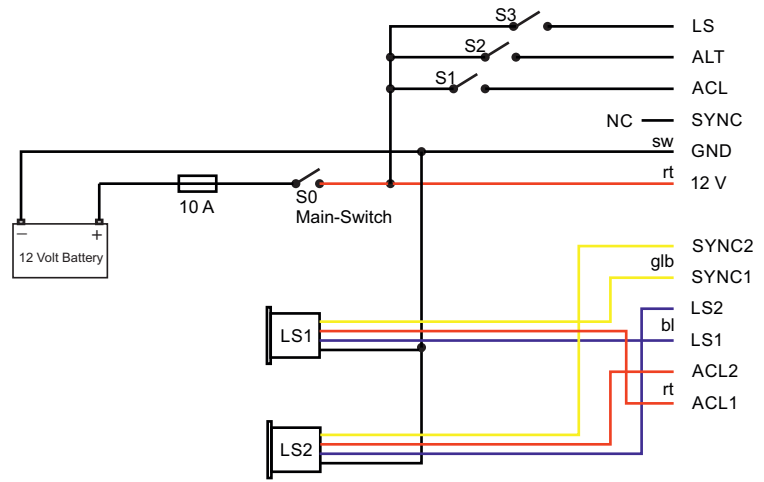 S3
LS
S2
ALT
S1
ACL
NC
SYNC
sw
GND
rt
12 V
10 A
S0
Main-Switch
− +
12 Volt Battery
SYNC2
glb
SYNC1
LS2
bl
LS1
LS1
ACL2
rt
ACL1
LS2